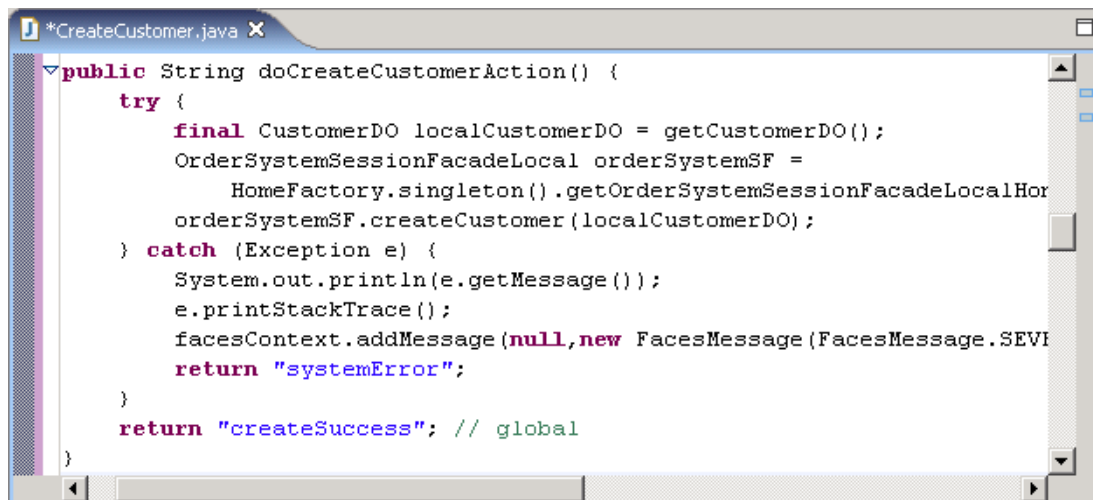 *CreateCustomer.java
public String doCreateCustomerAction() {
try {
final CustomerDO localCustomerDO = getCustomerDO();
OrderSystemSessionFacadeLocal orderSystemSF =
HomeFactory.singleton().getOrderSystemSessionFacadeLocalHom
orderSystemSF.createCustomer(localCustomerDO);
} catch (Exception e) {
System.out.println(e.getMessage());
e.printStackTrace();
facesContext.addMessage(null,new FacesMessage(FacesMessage.SEVE
return "systemError";
}
return "createSuccess"; // global
}